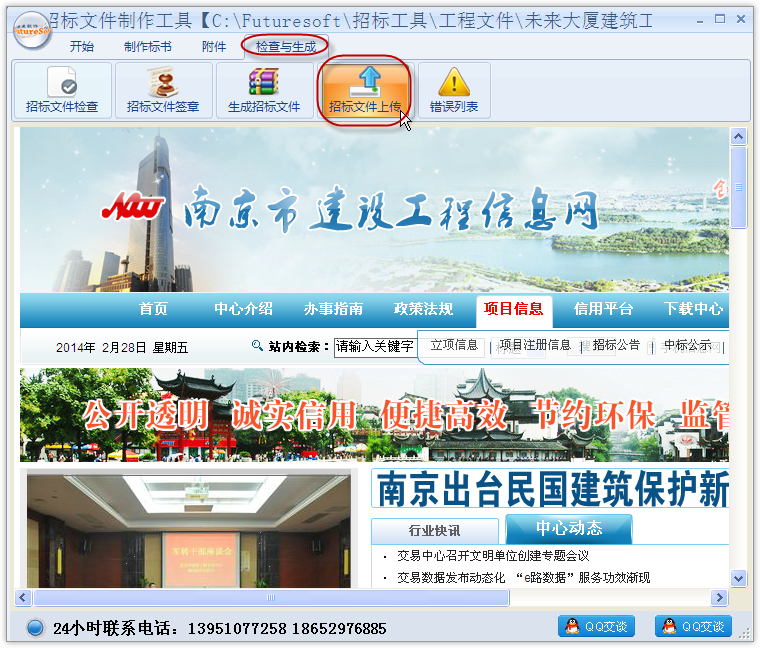 招标文件制作工具【C:\Futuresoft\招标工具\工程文件\未来大厦建筑工
开始 制作标书 附件 检查与生成
招标文件检查 招标文件签章 生成招标文件 招标文件上传 错误列表
南京市建设工程信息网
首页 中心介绍 办事指南 政策法规 项目信息 信用平台 下载中心
2014年 2月28日 星期五 站内检索： 请输入关键字 立项信息 | 项目注册信息 | 招标公告 | 中标公示 |
公开透明 诚实信用 便捷高效 节约环保 监管
南京出台民国建筑保护新
行业快讯 中心动态
军转干部座谈会
· 交易中心召开文明单位创建专题会议
· 交易数据发布动态化 “e路数据”服务功效渐现
24小时联系电话：13951077258 18652976885 QQ交谈 QQ交谈